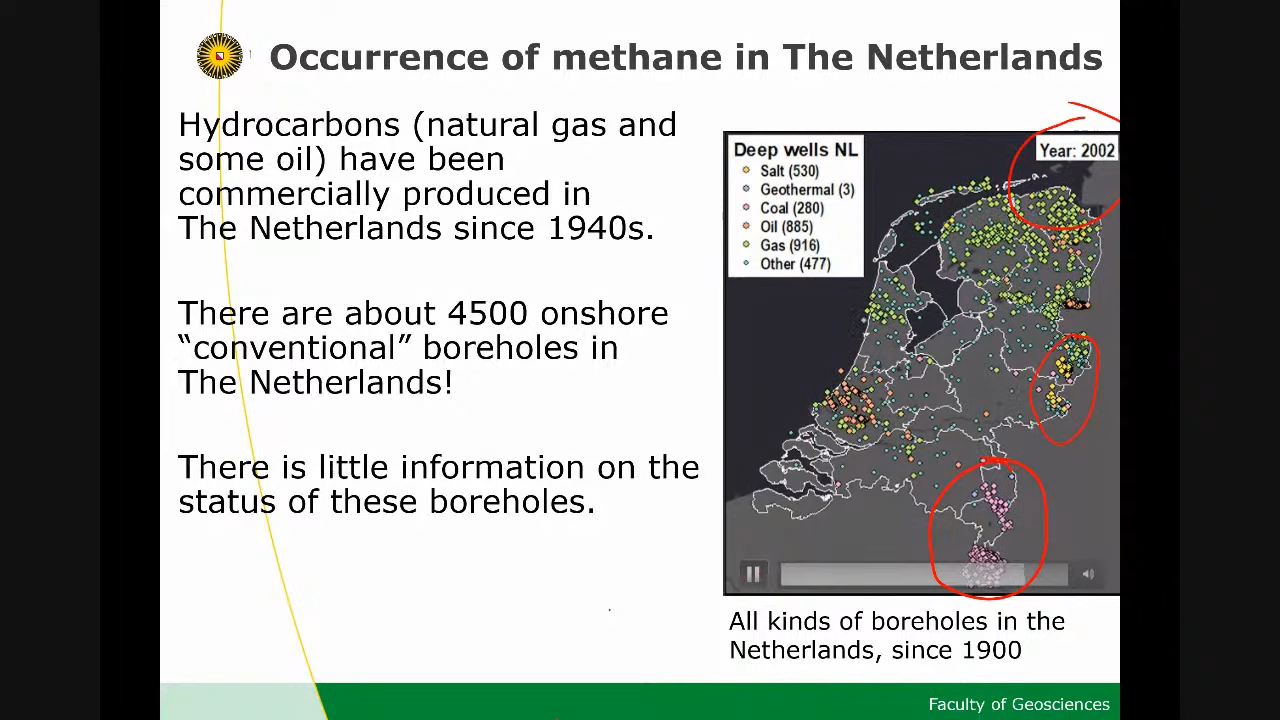 Occurrence of methane in The Netherlands
Hydrocarbons (natural gas and
some oil) have been
commercially produced in
The Netherlands since 1940s.
There are about 4500 onshore
“conventional” boreholes in
The Netherlands!
There is little information on the
status of these boreholes.
Deep wells NL
Salt (530)
Geothermal (3)
Coal (280)
Oil (885)
Gas (916)
Other (477)
Year: 2002
All kinds of boreholes in the
Netherlands, since 1900
Faculty of Geosciences